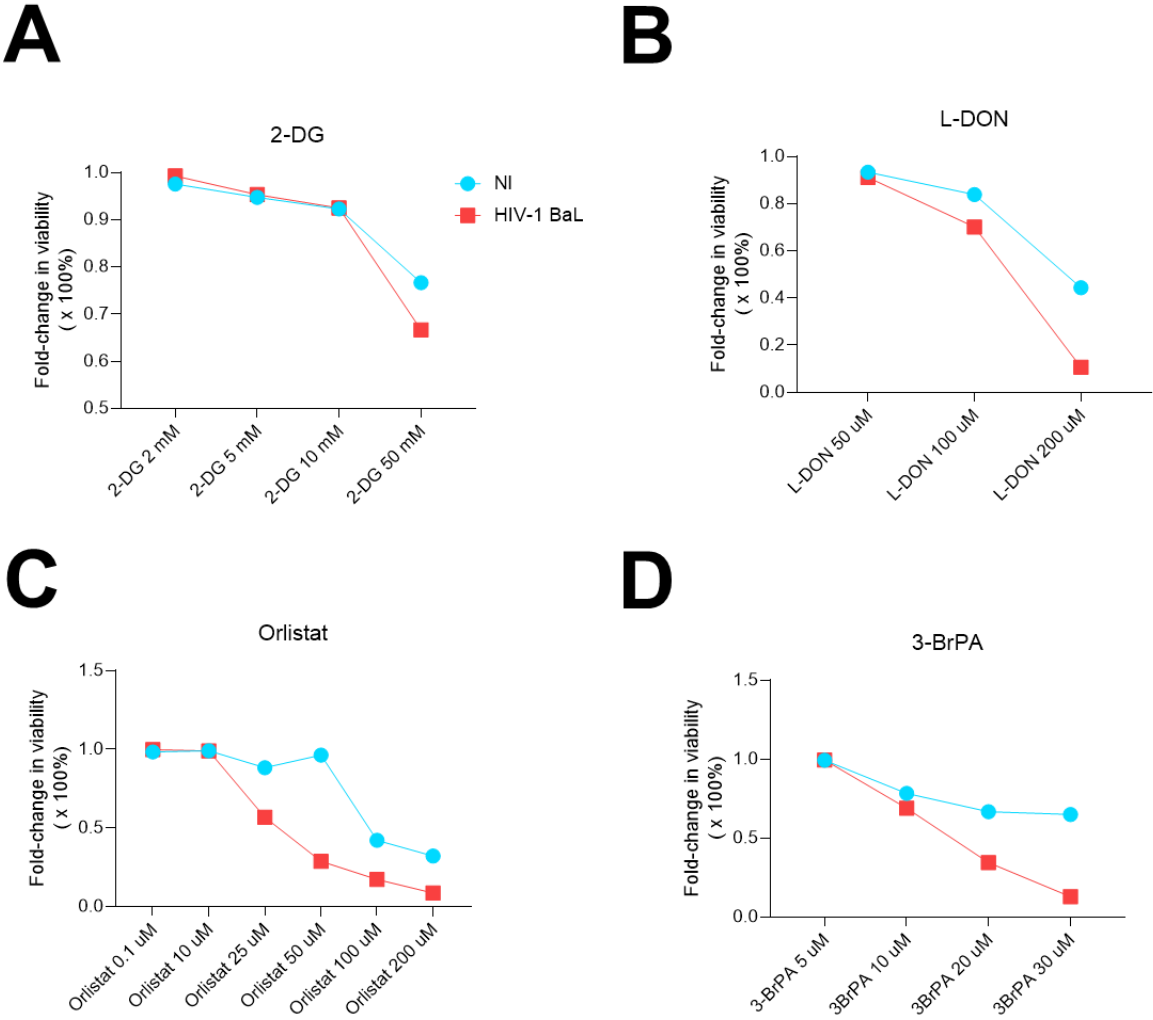 A
2-DG
Fold-change in viability
( x 100%)
1.0
0.9
0.8
0.7
0.6
0.5
2-DG 2 mM
2-DG 5 mM
2-DG 10 mM
2-DG 50 mM
NI
HIV-1 BaL
B
L-DON
Fold-change in viability
( x 100%)
1.0
0.8
0.6
0.4
0.2
0.0
L-DON 50 uM
L-DON 100 uM
L-DON 200 uM
C
Orlistat
Fold-change in viability
( x 100%)
1.5
1.0
0.5
0.0
Orlistat 0.1 uM
Orlistat 10 uM
Orlistat 25 uM
Orlistat 50 uM
Orlistat 100 uM
Orlistat 200 uM
D
3-BrPA
Fold-change in viability
( x 100%)
1.5
1.0
0.5
0.0
3-BrPA 5 uM
3BrPA 10 uM
3BrPA 20 uM
3BrPA 30 uM